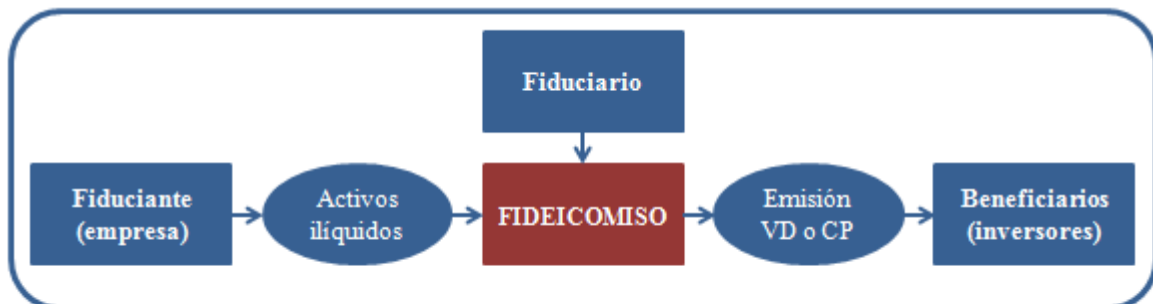 Fiduciario
Fiduciante
(empresa)
Activos
ilíquidos
FIDEICOMISO
Emisión
VD o CP
Beneficiarios
(inversores)